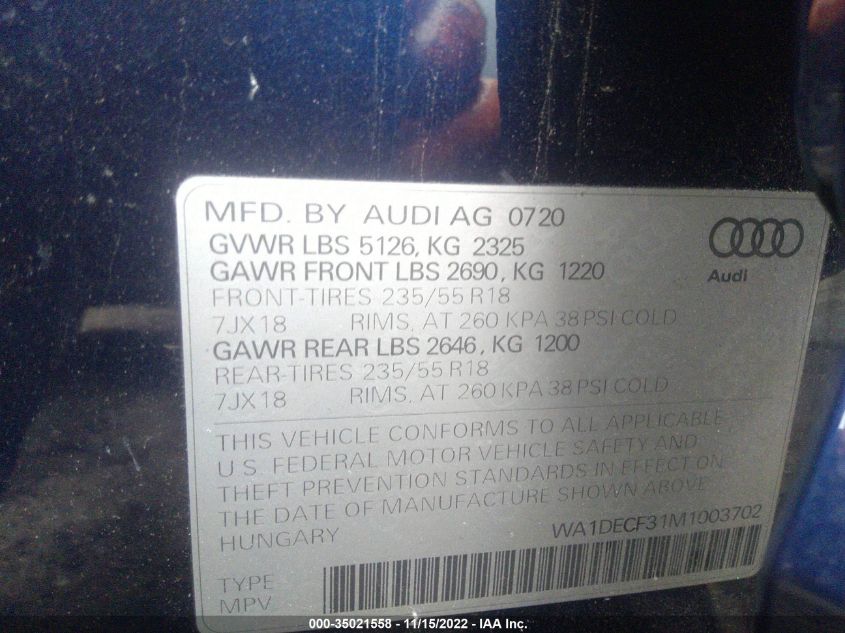 MFD. BY AUDI AG 0720
GVWR LBS 5126, KG 2325
GAWR FRONT LBS 2690, KG 1220
FRONT-TIRES 235/55 R18
7JX18 RIMS, AT 260 KPA 38 PSI COLD
GAWR REAR LBS 2646, KG 1200
REAR-TIRES 235/55 R18
7JX18 RIMS, AT 260 KPA 38 PSI COLD
Audi
THIS VEHICLE CONFORMS TO ALL APPLICABLE
U.S. FEDERAL MOTOR VEHICLE SAFETY AND
THEFT PREVENTION STANDARDS IN EFFECT ON
THE DATE OF MANUFACTURE SHOWN ABOVE
HUNGARY WA1DECF31M1003702
TYPE
MPV
000-35021558 - 11/15/2022 - IAA Inc.